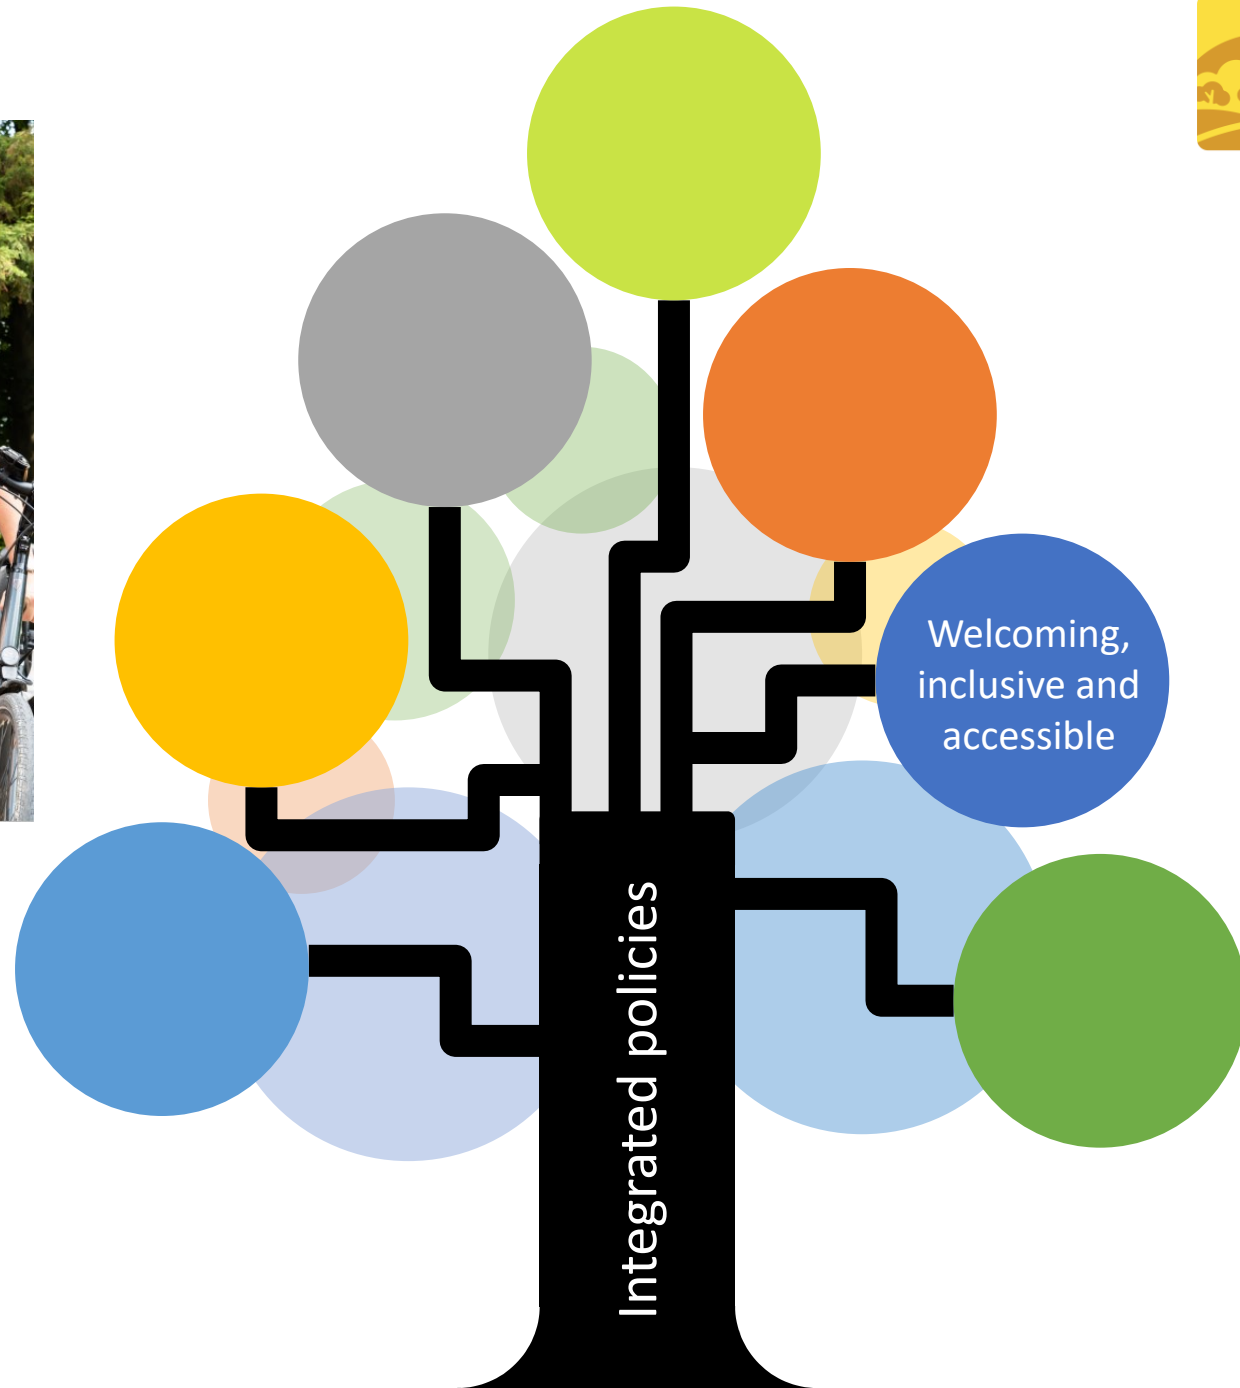 Welcoming,
inclusive and
accessible
Integrated policies